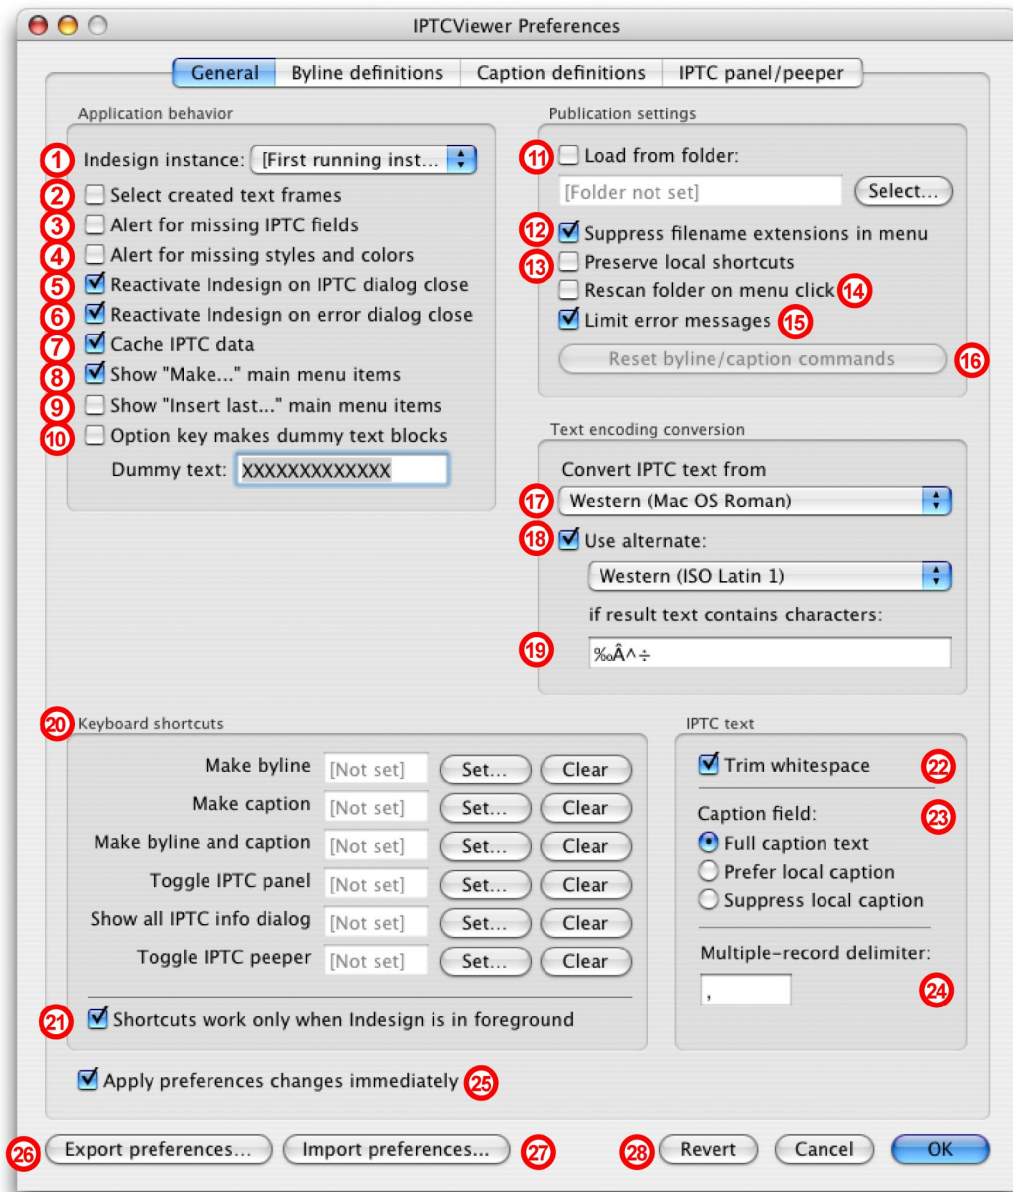 IPTCViewer Preferences
General Byline definitions Caption definitions IPTC panel/peeper
Application behavior
1 Indesign instance: [First running inst...
2 Select created text frames
3 Alert for missing IPTC fields
4 Alert for missing styles and colors
5 Reactivate Indesign on IPTC dialog close
6 Reactivate Indesign on error dialog close
7 Cache IPTC data
8 Show "Make..." main menu items
9 Show "Insert last..." main menu items
10 Option key makes dummy text blocks
Dummy text: XXXXXXXXXXXXX
Publication settings
11 Load from folder:
[Folder not set] Select...
12 Suppress filename extensions in menu
13 Preserve local shortcuts
Rescan folder on menu click 14
Limit error messages 15
Reset byline/caption commands 16
Text encoding conversion
Convert IPTC text from
17 Western (Mac OS Roman)
18 Use alternate:
Western (ISO Latin 1)
if result text contains characters:
19 ‰Â^÷
20 Keyboard shortcuts
Make byline [Not set] Set... Clear
Make caption [Not set] Set... Clear
Make byline and caption [Not set] Set... Clear
Toggle IPTC panel [Not set] Set... Clear
Show all IPTC info dialog [Not set] Set... Clear
Toggle IPTC peeper [Not set] Set... Clear
21 Shortcuts work only when Indesign is in foreground
IPTC text
Trim whitespace 22
Caption field: 23
Full caption text
Prefer local caption
Suppress local caption
Multiple-record delimiter:
, 24
Apply preferences changes immediately 25
26 Export preferences... Import preferences... 27 28 Revert Cancel OK